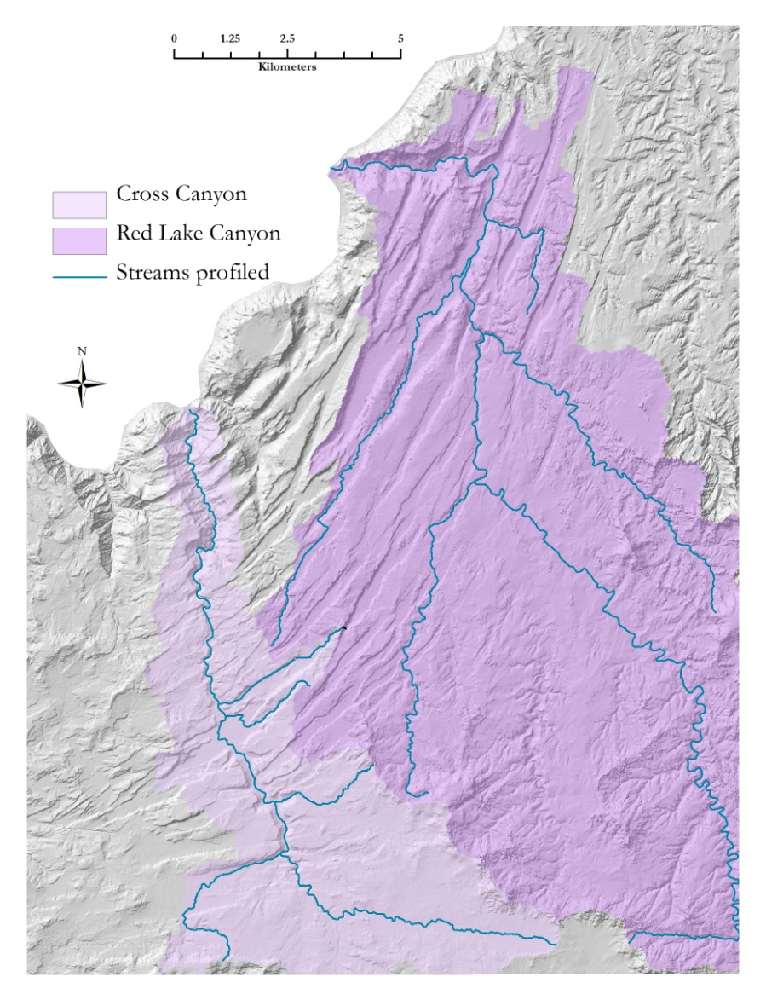 0 1.25 2.5 5
Kilometers
Cross Canyon
Red Lake Canyon
Streams profiled
N